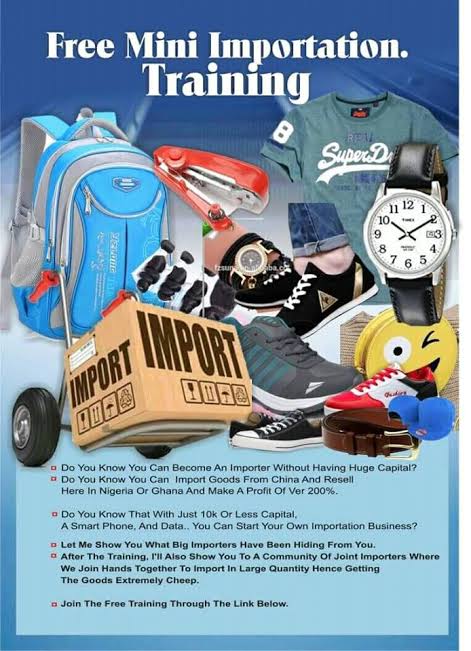 Free Mini Importation.
Training
8
REAL
SuperD
TIMEX
IMPORT
IMPORT
Do You Know You Can Become An Importer Without Having Huge Capital?
Do You Know You Can Import Goods From China And Resell
Here In Nigeria Or Ghana And Make A Profit Of Ver 200%.
Do You Know That With Just 10k Or Less Capital,
A Smart Phone, And Data.. You Can Start Your Own Importation Business?
Let Me Show You What Big Importers Have Been Hiding From You.
After The Training, I'll Also Show You To A Community Of Joint Importers Where
We Join Hands Together To Import In Large Quantity Hence Getting
The Goods Extremely Cheep.
Join The Free Training Through The Link Below.